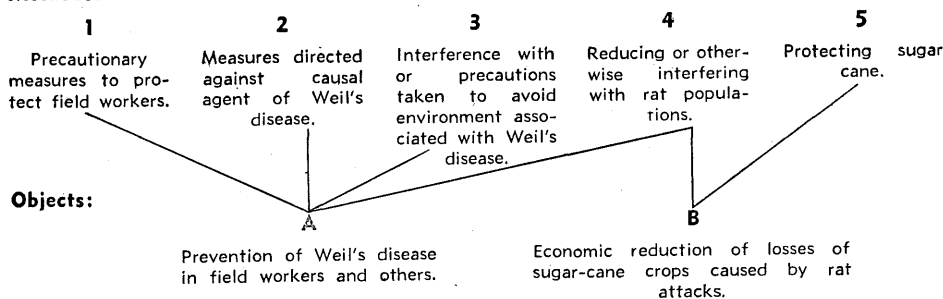 1
Precautionary
measures to pro-
tect field workers.
2
Measures directed
against causal
agent of Weil's
disease.
3
Interference with
or precautions
taken to avoid
environment asso-
ciated with Weil's
disease.
4
Reducing or other-
wise interfering
with rat popula-
tions.
5
Protecting sugar
cane.
Objects:
A
Prevention of Weil's disease
in field workers and others.
B
Economic reduction of losses of
sugar-cane crops caused by rat
attacks.